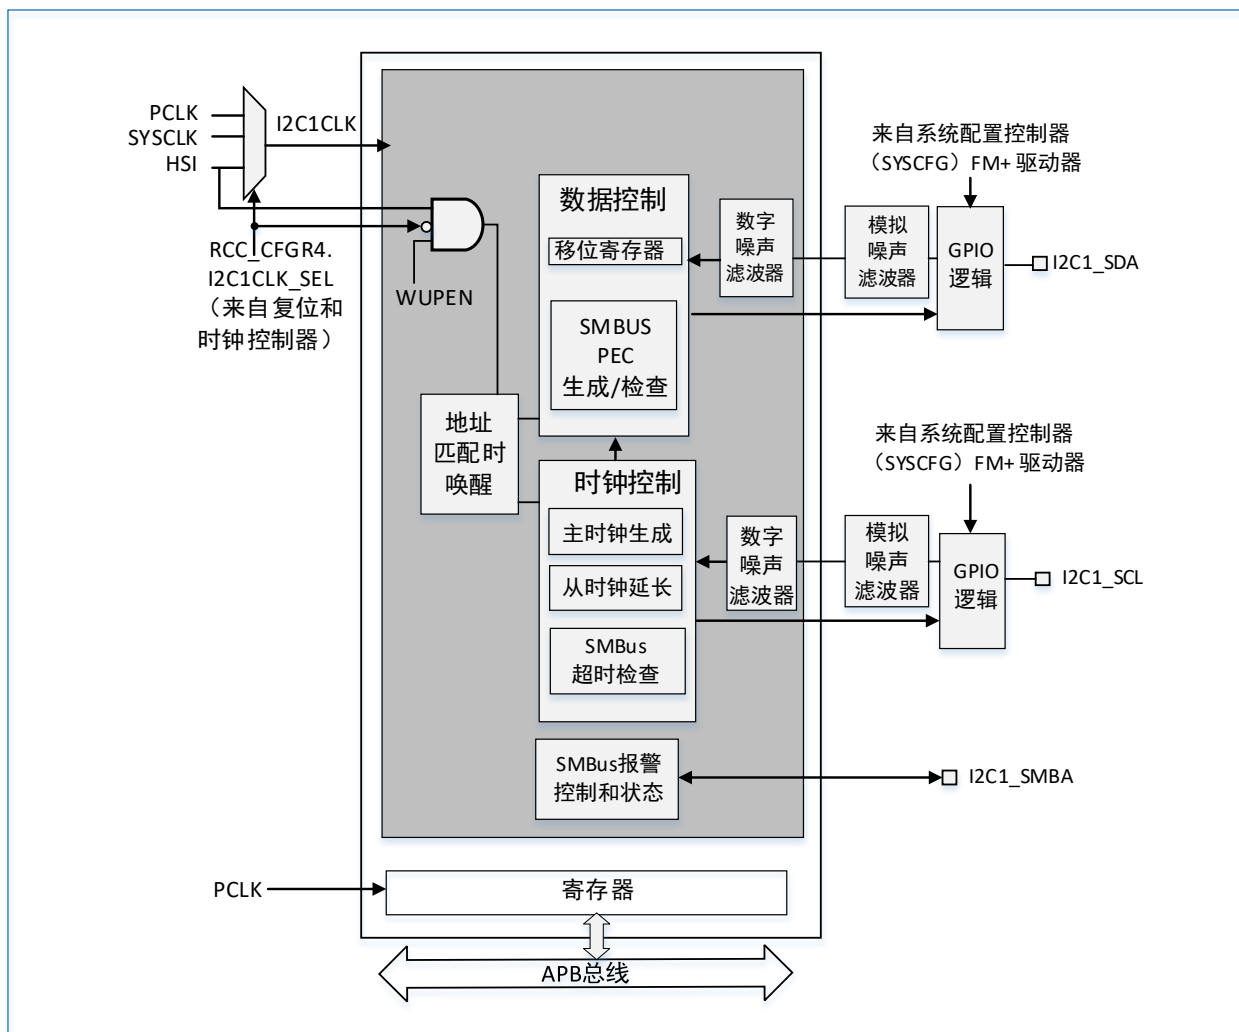 PCLK
SYSCLK
HSI
I2C1CLK
RCC_CFGR4.
I2C1CLK_SEL
（来自复位和
时钟控制器）
WUPEN
数据控制
移位寄存器
SMBUS
PEC
生成/检查
数字
噪声
滤波器
模拟
噪声
滤波器
来自系统配置控制器
（SYSCFG）FM+ 驱动器
GPIO
逻辑
I2C1_SDA
地址
匹配时
唤醒
时钟控制
主时钟生成
从时钟延长
SMBus
超时检查
数字
噪声
滤波器
模拟
噪声
滤波器
来自系统配置控制器
（SYSCFG）FM+ 驱动器
GPIO
逻辑
I2C1_SCL
SMBus报警
控制和状态
I2C1_SMBA
PCLK
寄存器
APB总线